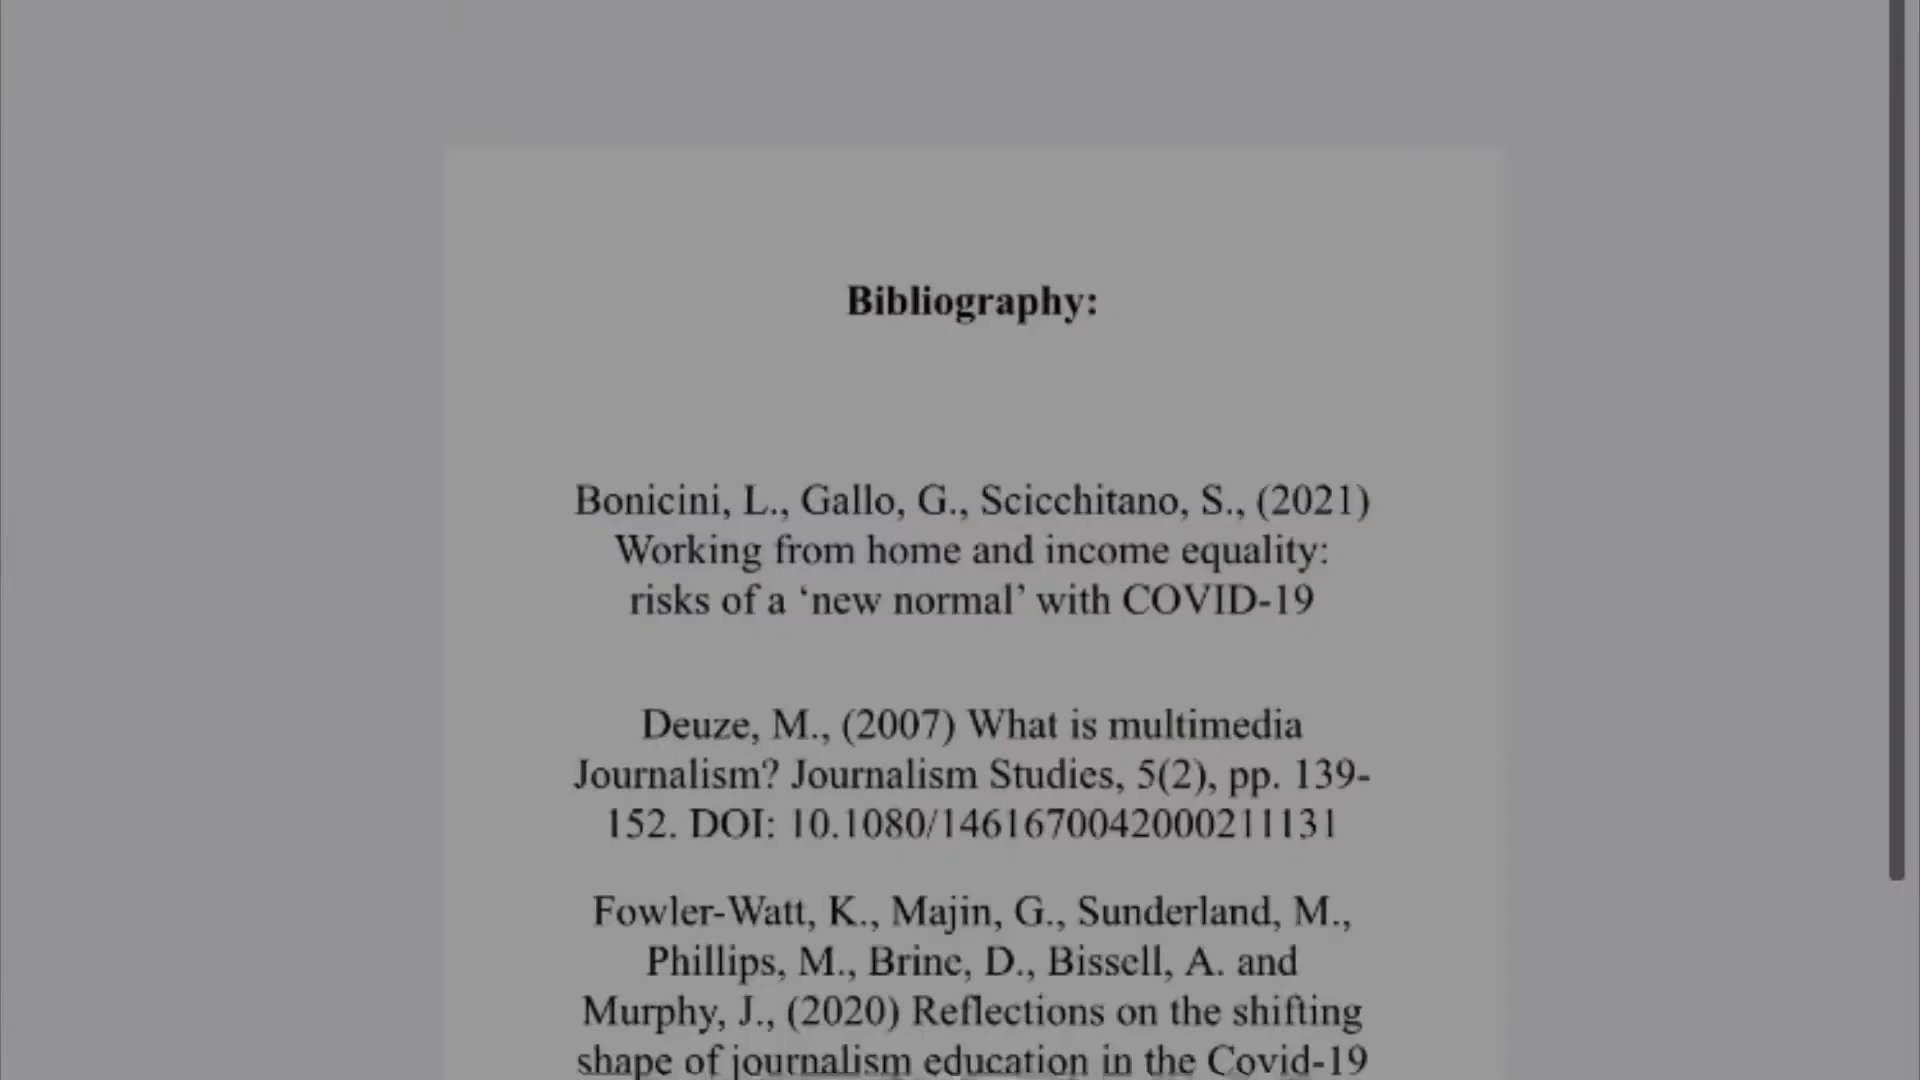 Bibliography:
Bonicini, L., Gallo, G., Scicchitano, S., (2021)
Working from home and income equality:
risks of a ‘new normal’ with COVID-19
Deuze, M., (2007) What is multimedia
Journalism? Journalism Studies, 5(2), pp. 139-
152. DOI: 10.1080/1461670042000211131
Fowler-Watt, K., Majin, G., Sunderland, M.,
Phillips, M., Brine, D., Bissell, A. and
Murphy, J., (2020) Reflections on the shifting
shape of journalism education in the Covid-19